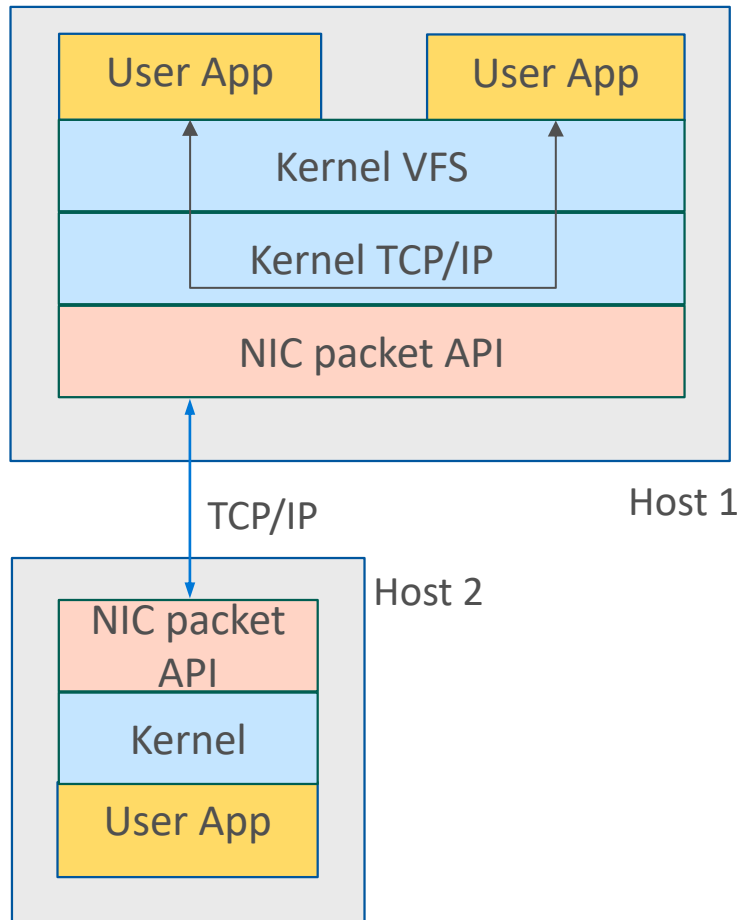 User App
User App
Kernel VFS
Kernel TCP/IP
NIC packet API
TCP/IP
Host 1
Host 2
NIC packet
API
Kernel
User App